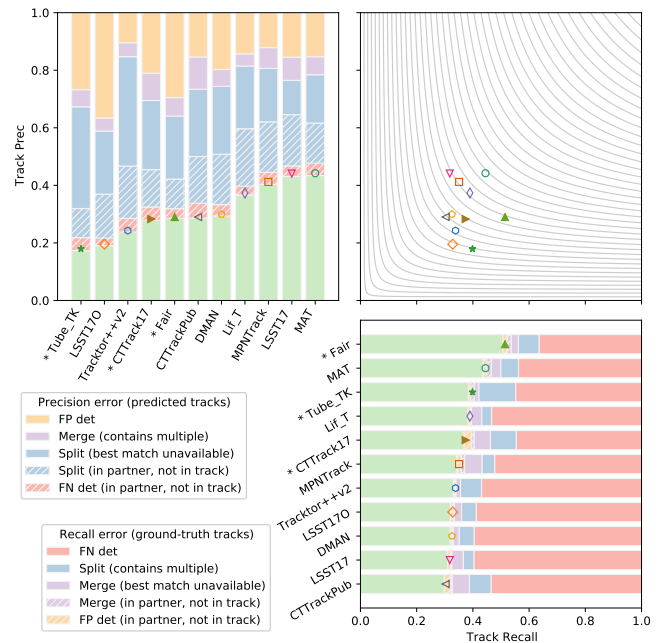 1.0
0.8
0.6
0.4
0.2
0.0
Track Prec
* Tube_TK
LSST17O
Tracktor++v2
* CTTrack17
* Fair
CTTrackPub
DMAN
Lif_T
MPNTrack
LSST17
MAT
Precision error (predicted tracks)
FP det
Merge (contains multiple)
Split (best match unavailable)
Split (in partner, not in track)
FN det (in partner, not in track)
Recall error (ground-truth tracks)
FN det
Split (contains multiple)
Merge (best match unavailable)
Merge (in partner, not in track)
FP det (in partner, not in track)
* Fair
MAT
* Tube_TK
Lif_T
* CTTrack17
MPNTrack
Tracktor++v2
LSST17O
DMAN
LSST17
CTTrackPub
0.0 0.2 0.4 0.6 0.8 1.0
Track Recall